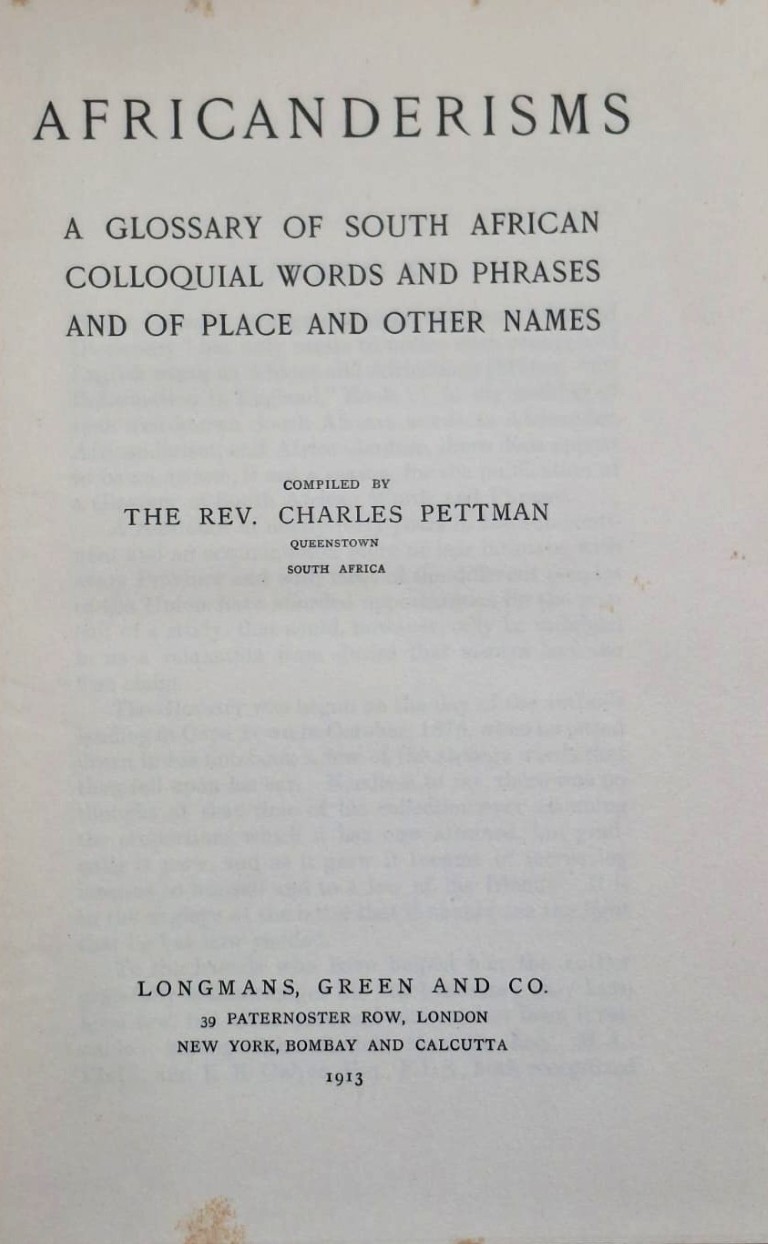 AFRICANDERISMS
A GLOSSARY OF SOUTH AFRICAN
COLLOQUIAL WORDS AND PHRASES
AND OF PLACE AND OTHER NAMES
COMPILED BY
THE REV. CHARLES PETTMAN
QUEENSTOWN
SOUTH AFRICA
LONGMANS, GREEN AND CO.
39 PATERNOSTER ROW, LONDON
NEW YORK, BOMBAY AND CALCUTTA
1913